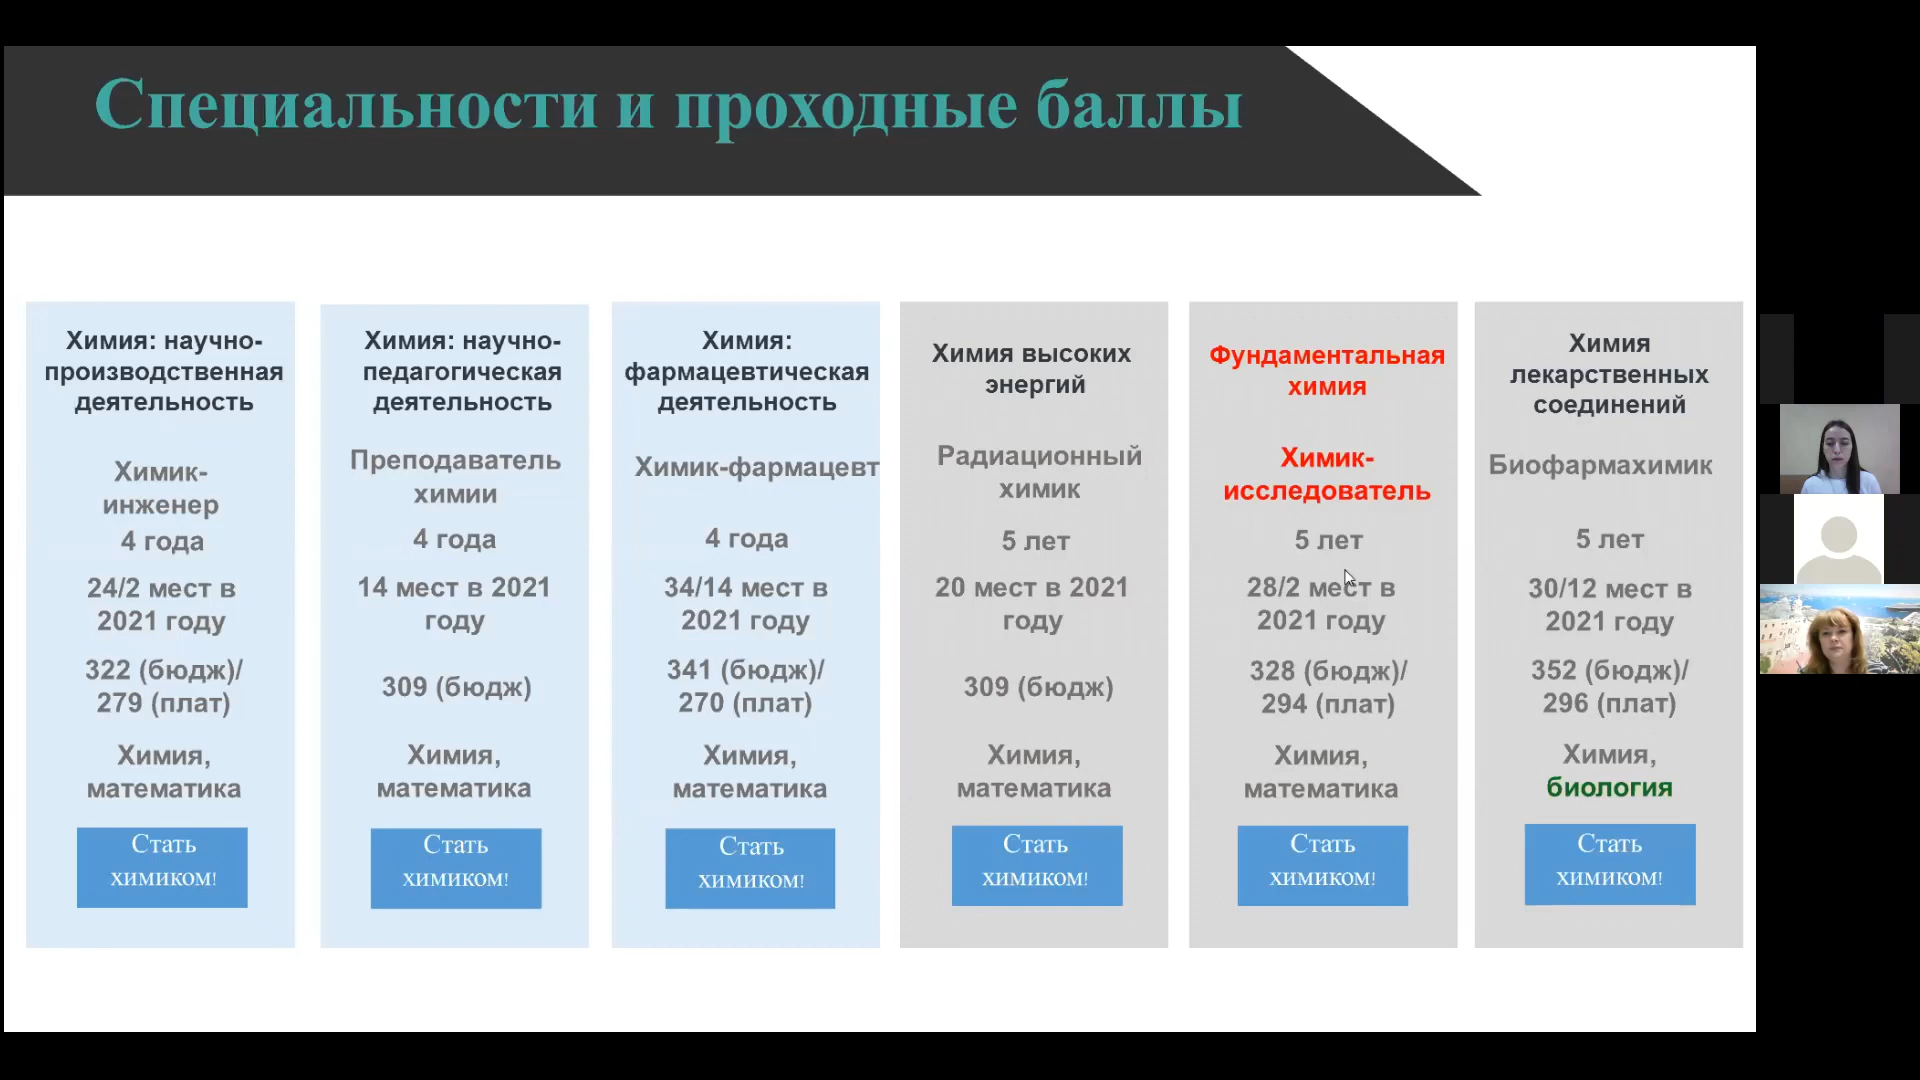 Специальности и проходные баллы
Химия: научно-
производственная
деятельность
Химик-
инженер
4 года
24/2 мест в
2021 году
322 (бюдж)/
279 (плат)
Химия,
математика
Стать
химиком!
Химия: научно-
педагогическая
деятельность
Преподаватель
химии
4 года
14 мест в 2021
году
309 (бюдж)
Химия,
математика
Стать
химиком!
Химия:
фармацевтическая
деятельность
Химик-фармацевт
4 года
34/14 мест в
2021 году
341 (бюдж)/
270 (плат)
Химия,
математика
Стать
химиком!
Химия высоких
энергий
Радиационный
химик
5 лет
20 мест в 2021
году
309 (бюдж)
Химия,
математика
Стать
химиком!
Фундаментальная
химия
Химик-
исследователь
5 лет
28/2 мест в
2021 году
328 (бюдж)/
294 (плат)
Химия,
математика
Стать
химиком!
Химия
лекарственных
соединений
Биофармахимик
5 лет
30/12 мест в
2021 году
352 (бюдж)/
296 (плат)
Химия,
биология
Стать
химиком!